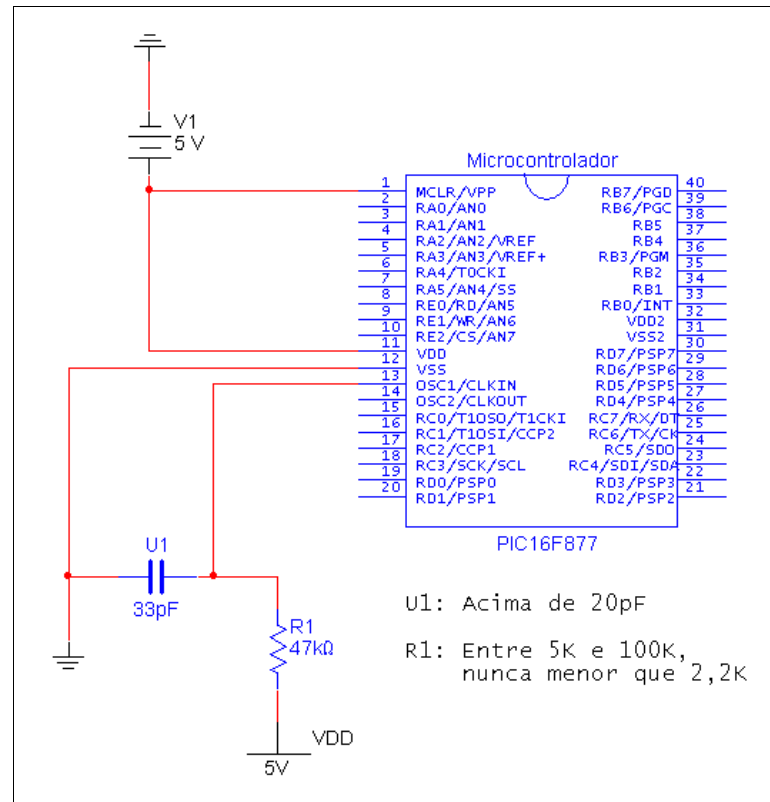 V1
5 V
Microcontrolador
1 MCLR/VPP RB7/PGD 40
2 RA0/AN0 RB6/PGC 39
3 RA1/AN1 RB5 38
4 RA2/AN2/VREF RB4 37
5 RA3/AN3/VREF+ RB3/PGM 36
6 RA4/TOCKI RB2 35
7 RA5/AN4/SS RB1 34
8 RE0/RD/AN5 RB0/INT 33
9 RE1/WR/AN6 VDD2 32
10 RE2/CS/AN7 VSS2 31
11 VDD RD7/PSP7 30
12 VSS RD6/PSP6 29
13 OSC1/CLKIN RD5/PSP5 28
14 OSC2/CLKOUT RD4/PSP4 27
15 RC0/T1OSO/T1CKI RC7/RX/DT 26
16 RC1/T1OSI/CCP2 RC6/TX/CK 25
17 RC2/CCP1 RC5/SDO 24
18 RC3/SCK/SCL RC4/SDI/SDA 23
19 RD0/PSP0 RD3/PSP3 22
20 RD1/PSP1 RD2/PSP2 21
PIC16F877
U1
33pF
R1
47kΩ
VDD
5V
U1: Acima de 20pF
R1: Entre 5K e 100K,
nunca menor que 2,2K